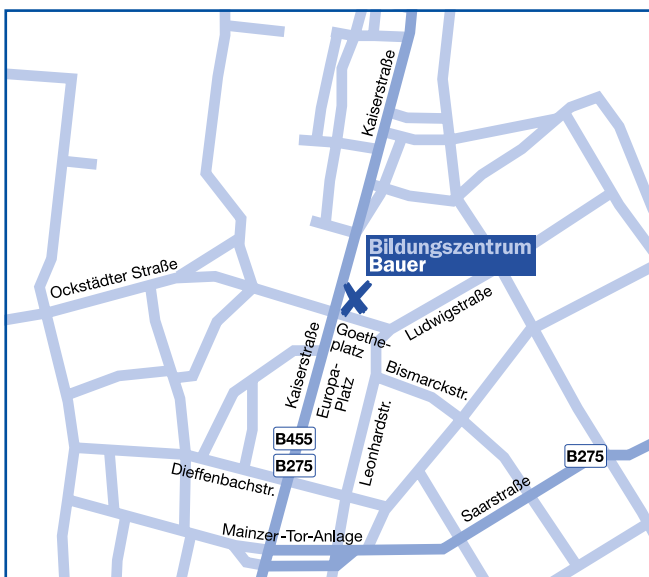 Kaiserstraße
Bildungszentrum
Bauer
Ockstädter Straße
Ludwigstraße
Goethe-
platz
Kaiserstraße
Europa-
Platz
Bismarckstr.
Leonhardstr.
B455
B275
B275
Dieffenbachstr.
Saarstraße
Mainzer-Tor-Anlage